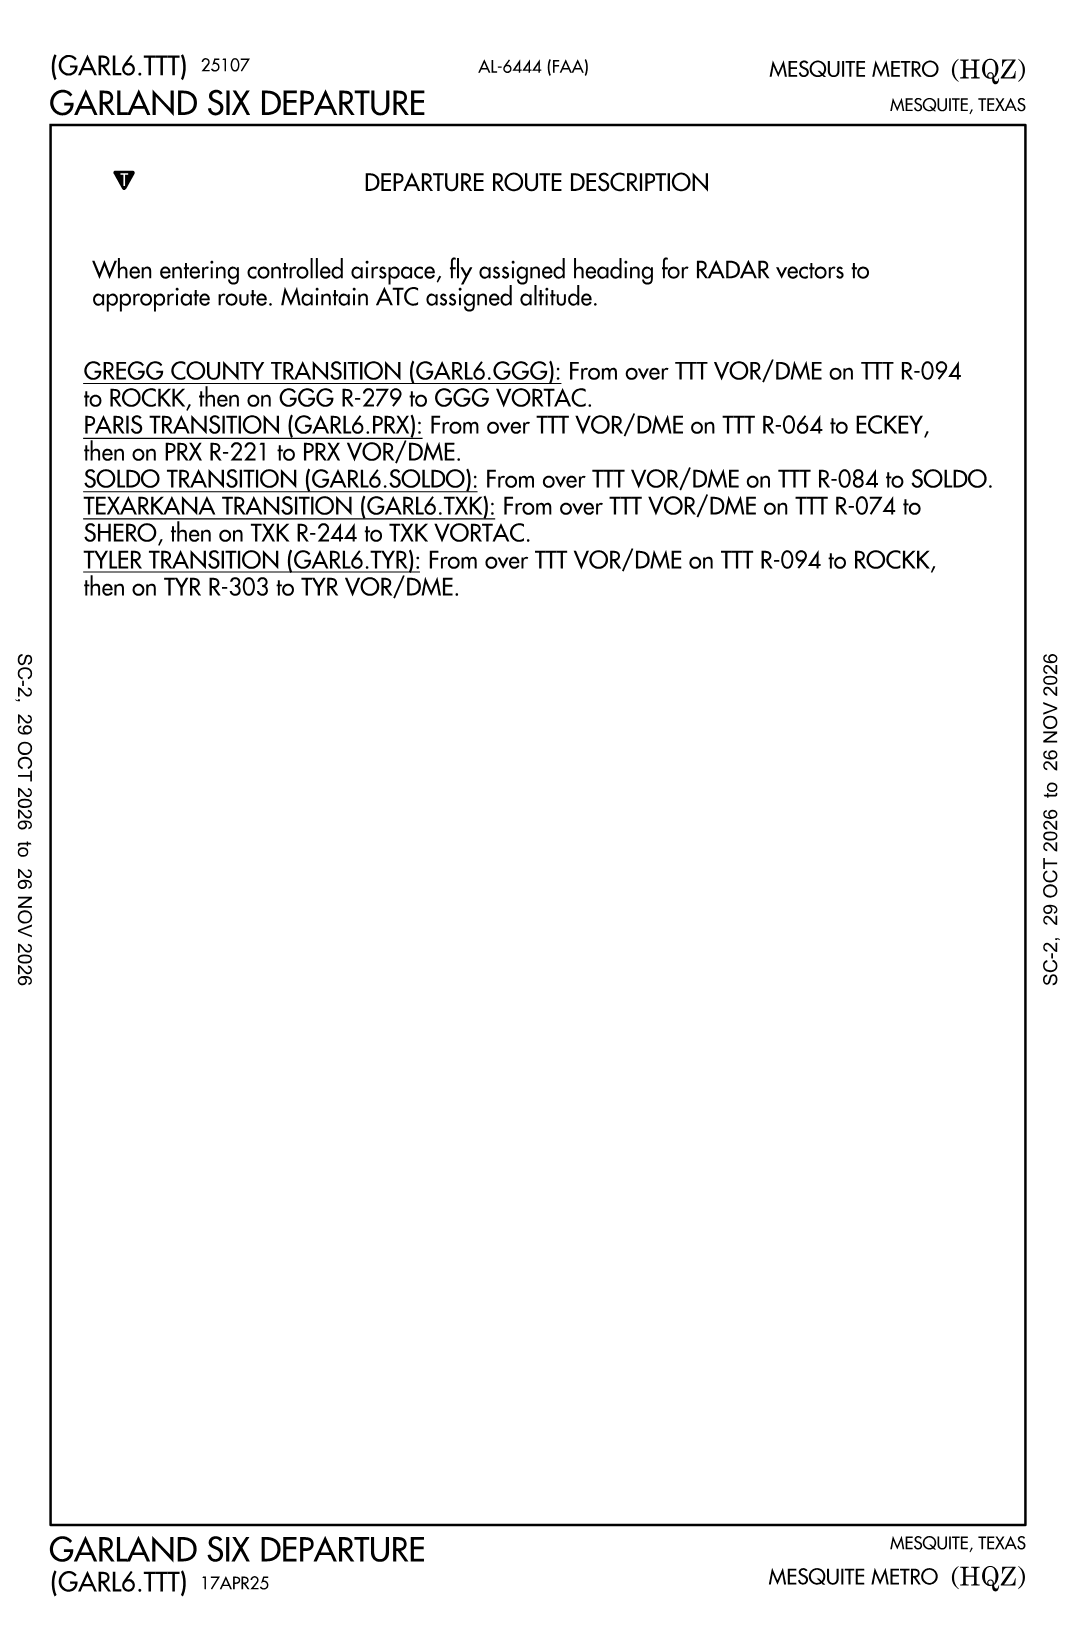 (GARL6.TTT) 25107
AL-6444 (FAA)
MESQUITE METRO (HQZ)
GARLAND SIX DEPARTURE
MESQUITE, TEXAS
T
DEPARTURE ROUTE DESCRIPTION
When entering controlled airspace, fly assigned heading for RADAR vectors to
appropriate route. Maintain ATC assigned altitude.
GREGG COUNTY TRANSITION (GARL6.GGG): From over TTT VOR/DME on TTT R-094
to ROCKK, then on GGG R-279 to GGG VORTAC.
PARIS TRANSITION (GARL6.PRX): From over TTT VOR/DME on TTT R-064 to ECKEY,
then on PRX R-221 to PRX VOR/DME.
SOLDO TRANSITION (GARL6.SOLDO): From over TTT VOR/DME on TTT R-084 to SOLDO.
TEXARKANA TRANSITION (GARL6.TXK): From over TTT VOR/DME on TTT R-074 to
SHERO, then on TXK R-244 to TXK VORTAC.
TYLER TRANSITION (GARL6.TYR): From over TTT VOR/DME on TTT R-094 to ROCKK,
then on TYR R-303 to TYR VOR/DME.
SC-2, 29 OCT 2026 to 26 NOV 2026
SC-2, 29 OCT 2026 to 26 NOV 2026
GARLAND SIX DEPARTURE
MESQUITE, TEXAS
(GARL6.TTT) 17APR25
MESQUITE METRO (HQZ)